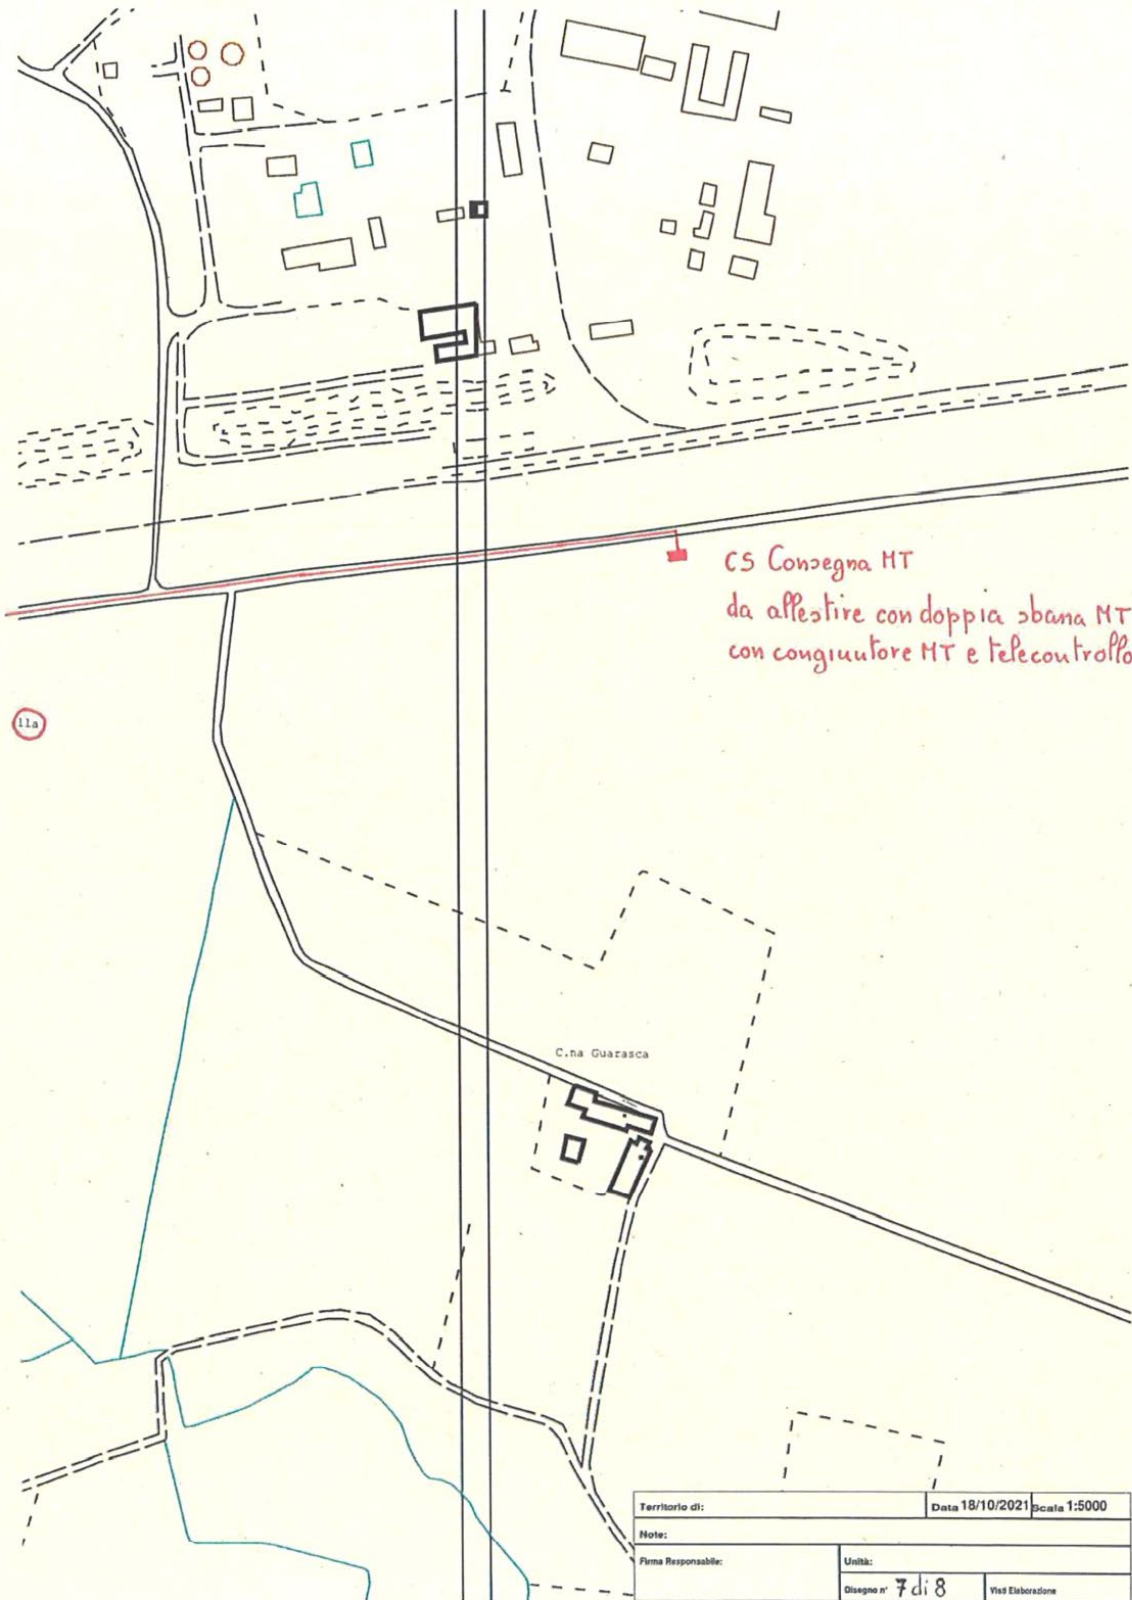 CS Consegna MT
da allestire con doppia sbarra MT
con congiuntore MT e telecontrollo
11a
C.na Guarasca
Territorio di: Data 18/10/2021 Scala 1:5000
Note:
Firma Responsabile: Unità:
Disegno n° 7 di 8 Visti Elaborazione